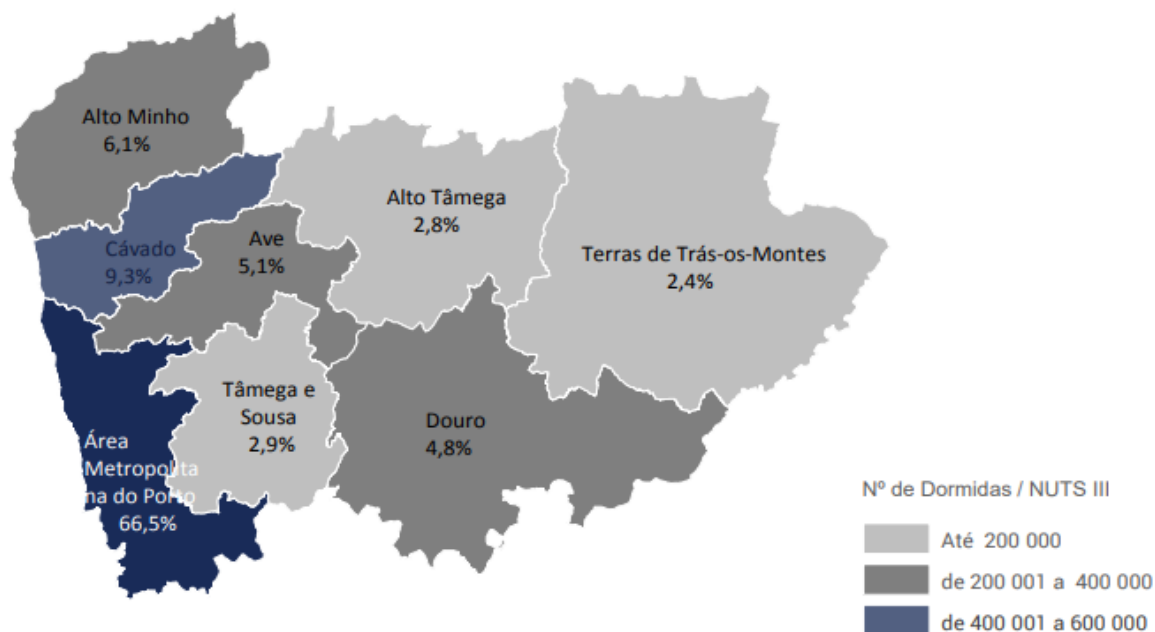 Alto Minho
6,1%
Alto Tâmega
2,8%
Cávado
9,3%
Ave
5,1%
Terras de Trás-os-Montes
2,4%
Tâmega e
Sousa
2,9%
Douro
4,8%
Área
Metropolita
na do Porto
66,5%
Nº de Dormidas / NUTS III
Até 200 000
de 200 001 a 400 000
de 400 001 a 600 000